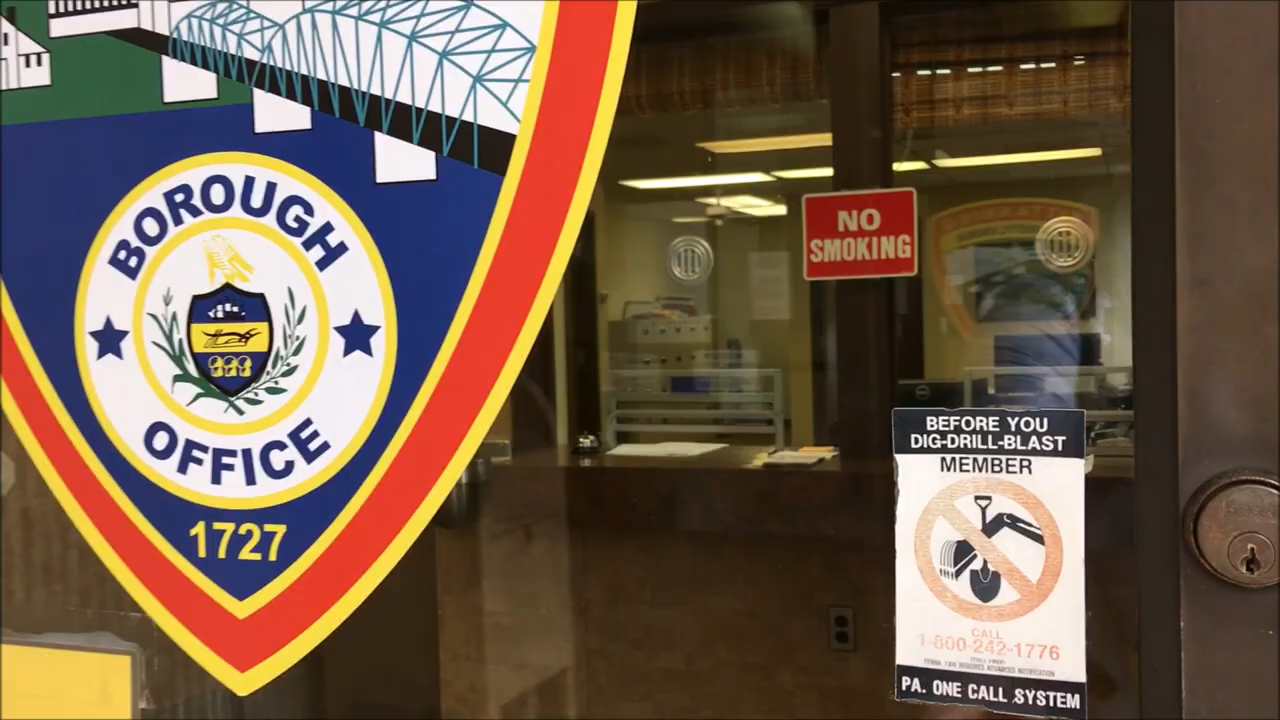 BOROUGH
OFFICE
1727
NO
SMOKING
BEFORE YOU
DIG-DRILL-BLAST
MEMBER
CALL
1-800-242-1776
PA. ONE CALL SYSTEM